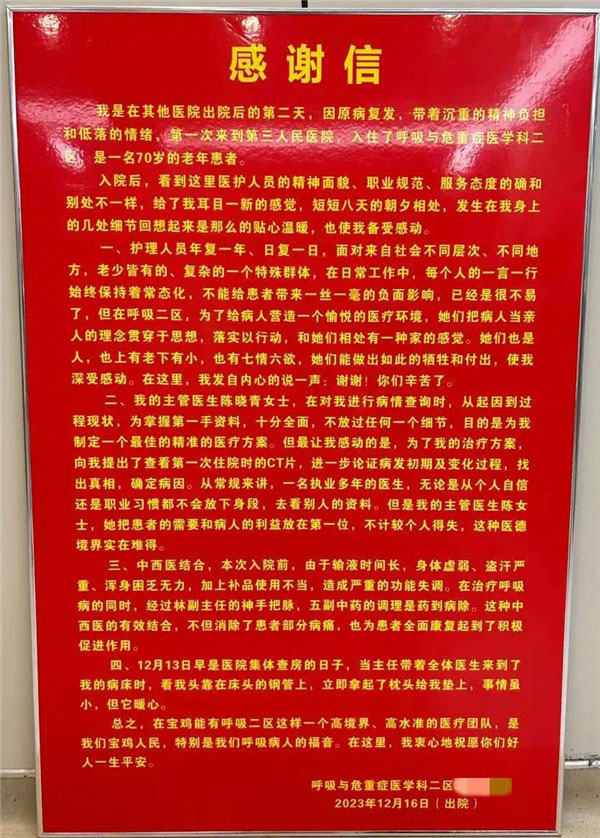 感谢信
我是在其他医院出院后的第二天，因原病复发，带着沉重的精神负担
和低落的情绪，第一次来到第三人民医院，入住了呼吸与危重症医学科二
区，是一名70岁的老年患者。
入院后，看到这里医护人员的精神面貌、职业规范、服务态度的确和
别处不一样，给了我耳目一新的感觉，短短八天的朝夕相处，发生在我身上
的几处细节回想起来是那么的贴心温暖，也使我备受感动。
一、护理人员年复一年、日复一日，面对来自社会不同层次、不同地
方，老少皆有的、复杂的一个特殊群体，在日常工作中，每个人的一言一行
始终保持着常态化，不能给患者带来一丝一毫的负面影响，已经是很不易
了，但在呼吸二区，为了给病人营造一个愉悦的医疗环境，她们把病人当亲
人的理念贯穿于思想，落实以行动，和她们相处有一种家的感觉。她们也是
人，也上有老下有小，也有七情六欲，她们能做出如此的牺牲和付出，使我
深受感动。在这里，我发自内心的说一声：谢谢！你们辛苦了。
二、我的主管医生陈晓青女士，在对我进行病情查询时，从起因到过
程现状，为掌握第一手资料，十分全面，不放过任何一个细节，目的是为我
制定一个最佳的精准的医疗方案。但最让我感动的是，为了我的治疗方案，
向我提出了查看第一次住院时的CT片，进一步论证病发初期及变化过程，找
出真相，确定病因。从常规来讲，一名执业多年的医生，无论是从个人自信
还是职业习惯都不会放下身段，去看别人的资料。但是我的主管医生陈女
士，她把患者的需要和病人的利益放在第一位，不计较个人得失，这种医德
境界实在难得。
三、中西医结合，本次入院前，由于输液时间长，身体虚弱、盗汗严
重、浑身困乏无力，加上补品使用不当，造成严重的功能失调。在治疗呼吸
病的同时，经过林副主任的神手把脉，五副中药的调理是药到病除。这种中
西医的有效结合，不但消除了患者部分病痛，也为患者全面康复起到了积极
促进作用。
四、12月13日早是医院集体查房的日子，当主任带着全体医生来到了
我的病床时，看我头靠在床头的钢管上，立即拿起了枕头给我垫上，事情虽
小，但它暖心。
总之，在宝鸡能有呼吸二区这样一个高境界、高水准的医疗团队，是
我们宝鸡人民，特别是我们呼吸病人的福音。在这里，我衷心地祝愿你们好
人一生平安。
呼吸与危重症医学科二区
2023年12月16日（出院）